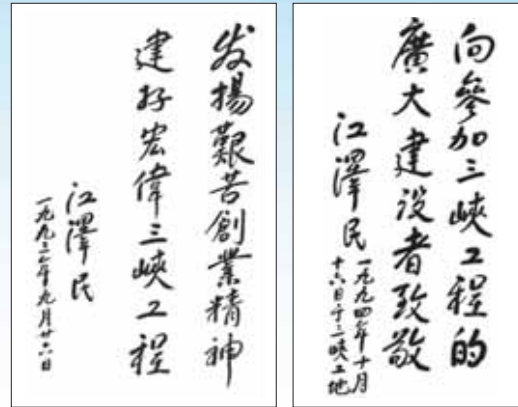 发揚艱苦創業精神
建好宏偉三峽工程
江澤民
一九九三年九月廿六日
向參加三峽工程的
廣大建设者致敬
江澤民
一九九四年十月
十六日于三峡工地